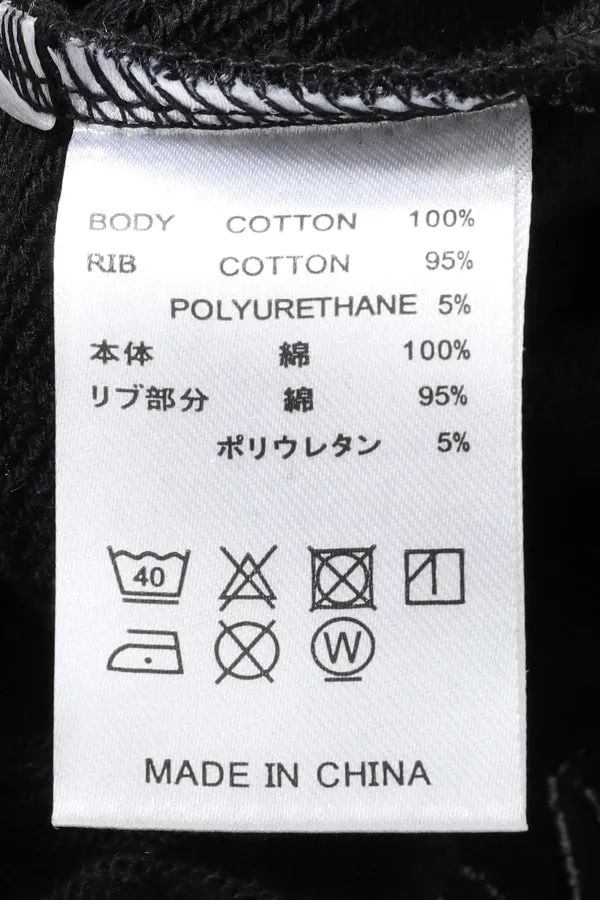 BODY COTTON 100%
RIB COTTON 95%
POLYURETHANE 5%
本体 綿 100%
リブ部分 綿 95%
ポリウレタン 5%
40
W
MADE IN CHINA